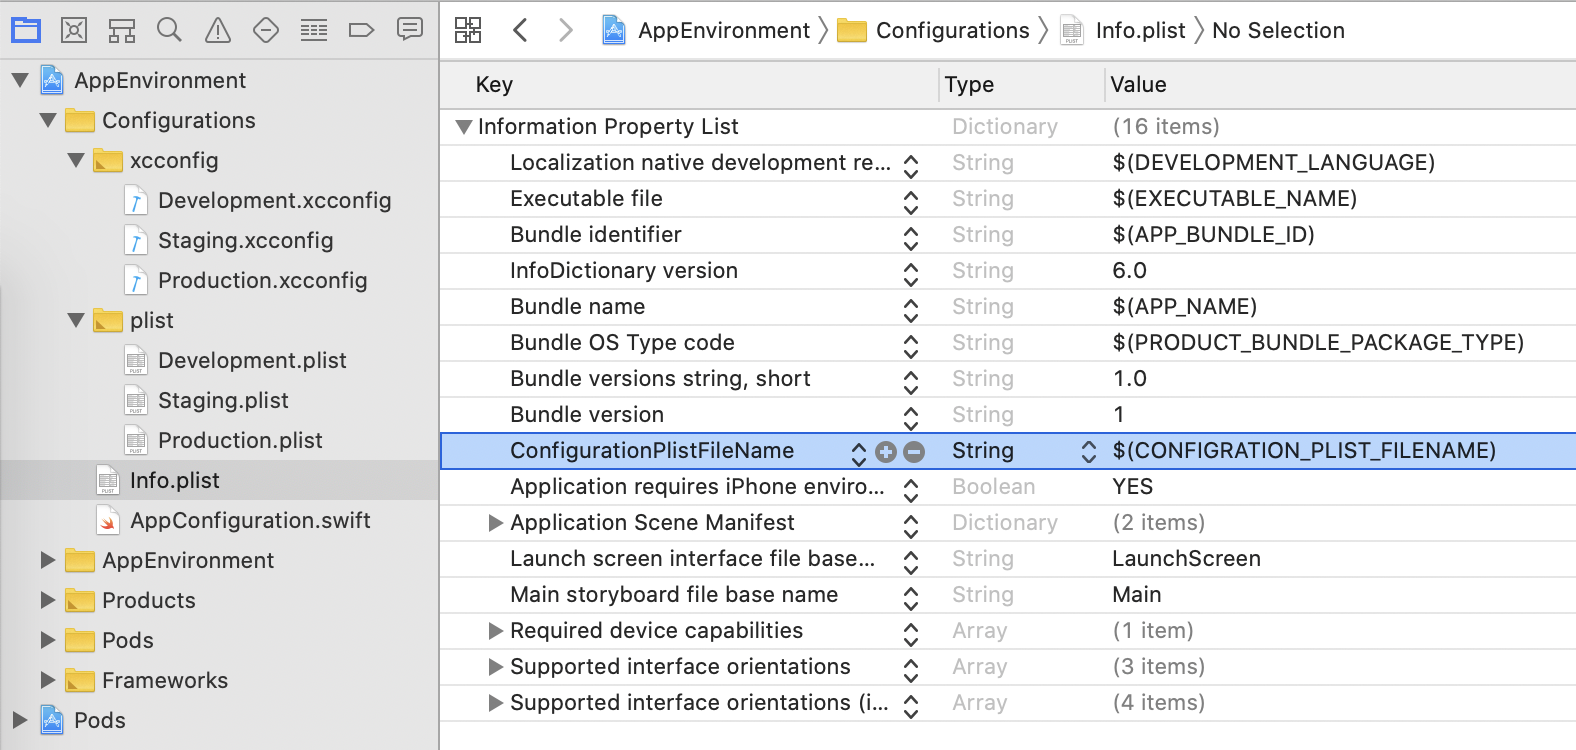 AppEnvironment
Configurations
xcconfig
Development.xcconfig
Staging.xcconfig
Production.xcconfig
plist
Development.plist
Staging.plist
Production.plist
Info.plist
AppConfiguration.swift
AppEnvironment
Products
Pods
Frameworks
Pods
AppEnvironment Configurations Info.plist No Selection
Key Type Value
Information Property List Dictionary (16 items)
Localization native development re... String $(DEVELOPMENT_LANGUAGE)
Executable file String $(EXECUTABLE_NAME)
Bundle identifier String $(APP_BUNDLE_ID)
InfoDictionary version String 6.0
Bundle name String $(APP_NAME)
Bundle OS Type code String $(PRODUCT_BUNDLE_PACKAGE_TYPE)
Bundle versions string, short String 1.0
Bundle version String 1
ConfigurationPlistFileName String $(CONFIGRATION_PLIST_FILENAME)
Application requires iPhone enviro... Boolean YES
Application Scene Manifest Dictionary (2 items)
Launch screen interface file base... String LaunchScreen
Main storyboard file base name String Main
Required device capabilities Array (1 item)
Supported interface orientations Array (3 items)
Supported interface orientations (i... Array (4 items)